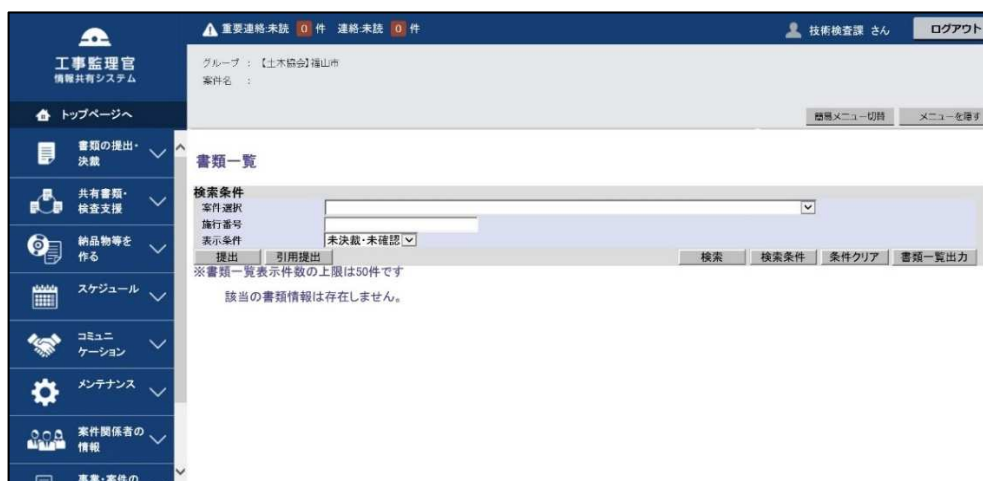 重要連絡:未読 0 件 連絡:未読 0 件
技術検査課 さん
ログアウト
工事監理官
情報共有システム
グループ : 【土木協会】福山市
案件名 :
トップページへ
簡易メニュー切替
メニューを隠す
書類の提出・
決裁
共有書類・
検査支援
納品物等を
作る
スケジュール
コミュニ
ケーション
メンテナンス
案件関係者の
情報
事業・案件の
書類一覧
検索条件
案件選択
施行番号
表示条件 未決裁・未確認
提出 引用提出 検索 検索条件 条件クリア 書類一覧出力
※書類一覧表示件数の上限は50件です
該当の書類情報は存在しません。